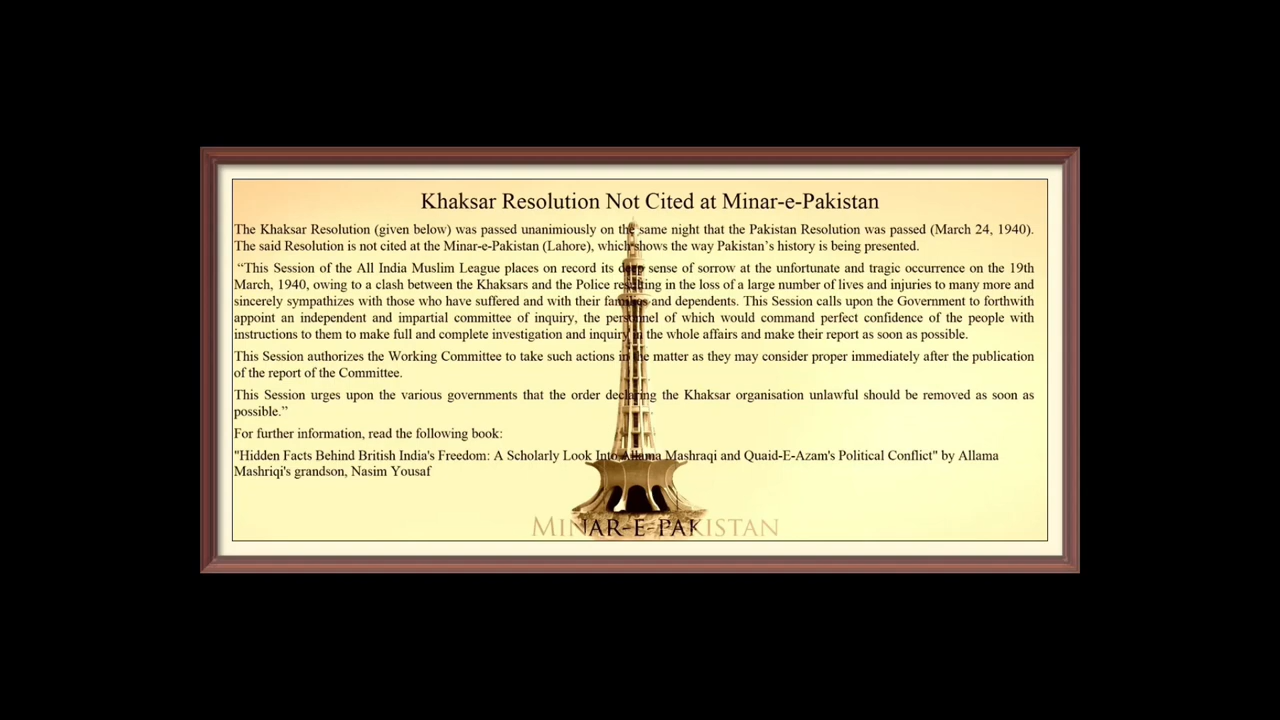 Khaksar Resolution Not Cited at Minar-e-Pakistan
The Khaksar Resolution (given below) was passed unanimiously on the same night that the Pakistan Resolution was passed (March 24, 1940).
The said Resolution is not cited at the Minar-e-Pakistan (Lahore), which shows the way Pakistan's history is being presented.
“This Session of the All India Muslim League places on record its deep sense of sorrow at the unfortunate and tragic occurrence on the 19th
March, 1940, owing to a clash between the Khaksars and the Police resulting in the loss of a large number of lives and injuries to many more and
sincerely sympathizes with those who have suffered and with their families and dependents. This Session calls upon the Government to forthwith
appoint an independent and impartial committee of inquiry, the personnel of which would command perfect confidence of the people with
instructions to them to make full and complete investigation and inquiry in the whole affairs and make their report as soon as possible.
This Session authorizes the Working Committee to take such actions in the matter as they may consider proper immediately after the publication
of the report of the Committee.
This Session urges upon the various governments that the order declaring the Khaksar organisation unlawful should be removed as soon as
possible.”
For further information, read the following book:
"Hidden Facts Behind British India's Freedom: A Scholarly Look Into Allama Mashraqi and Quaid-E-Azam's Political Conflict" by Allama
Mashriqi's grandson, Nasim Yousaf
MINAR-E-PAKISTAN